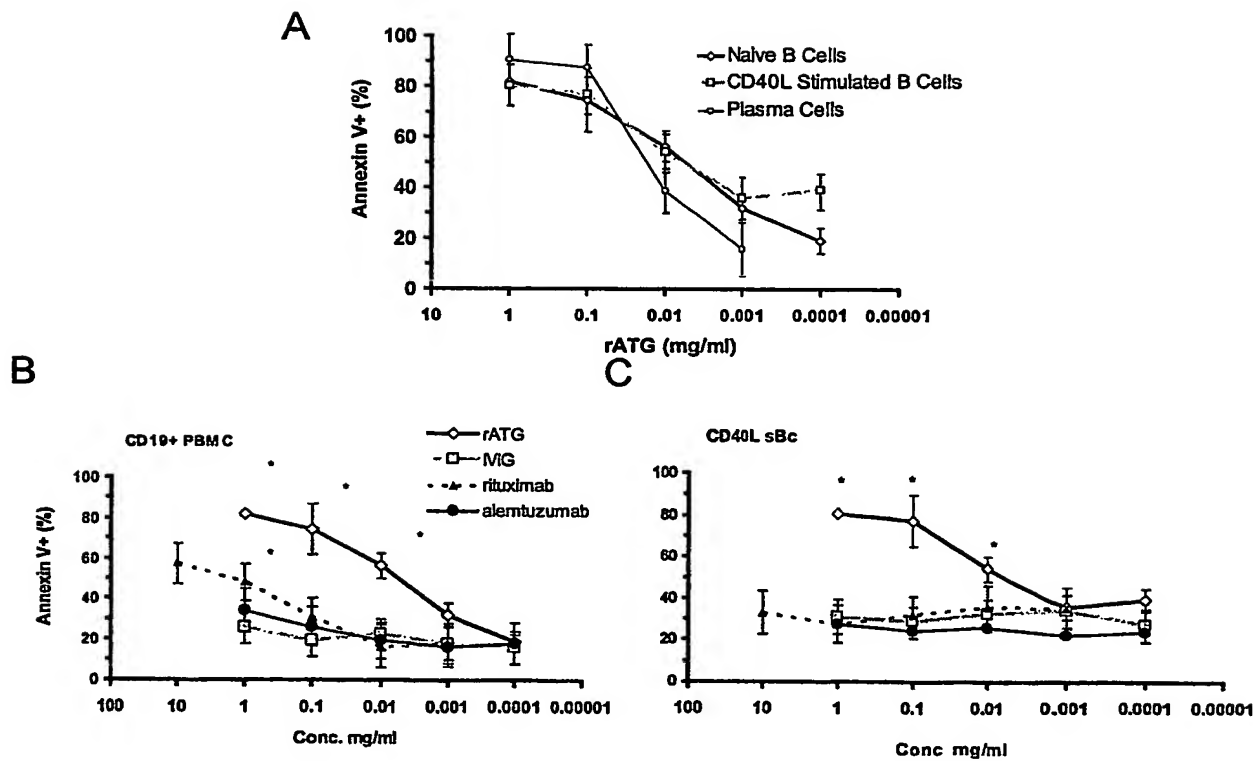 A
100
80
60
40
20
0
Annexin V+ (%)
Naive B Cells
CD40L Stimulated B Cells
Plasma Cells
10 1 0.1 0.01 0.001 0.0001 0.00001
rATG (mg/ml)
B
CD19+ PBMC
100
80
60
40
20
0
Annexin V+ (%)
rATG
IVIG
rituximab
alemtuzumab
* * * *
100 10 1 0.1 0.01 0.001 0.0001 0.00001
Conc. mg/ml
C
CD40L sBc
100
80
60
40
20
0
* * *
100 10 1 0.1 0.01 0.001 0.0001 0.00001
Conc mg/ml